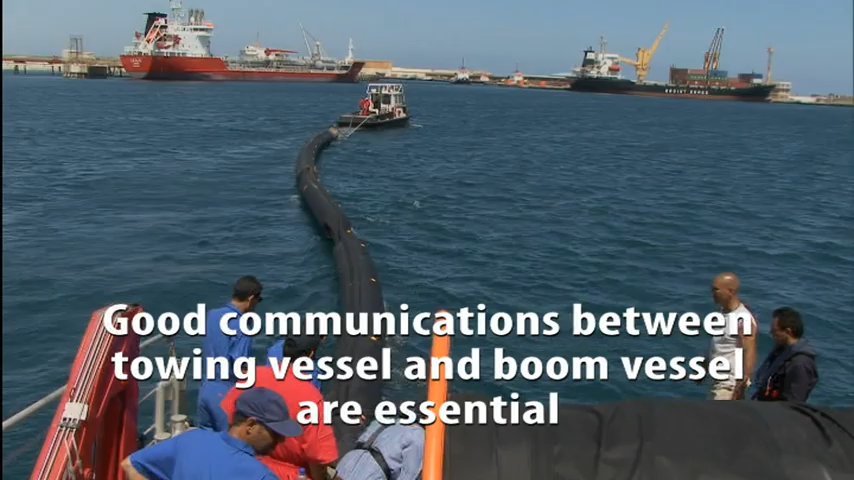 Good communications between
towing vessel and boom vessel
are essential